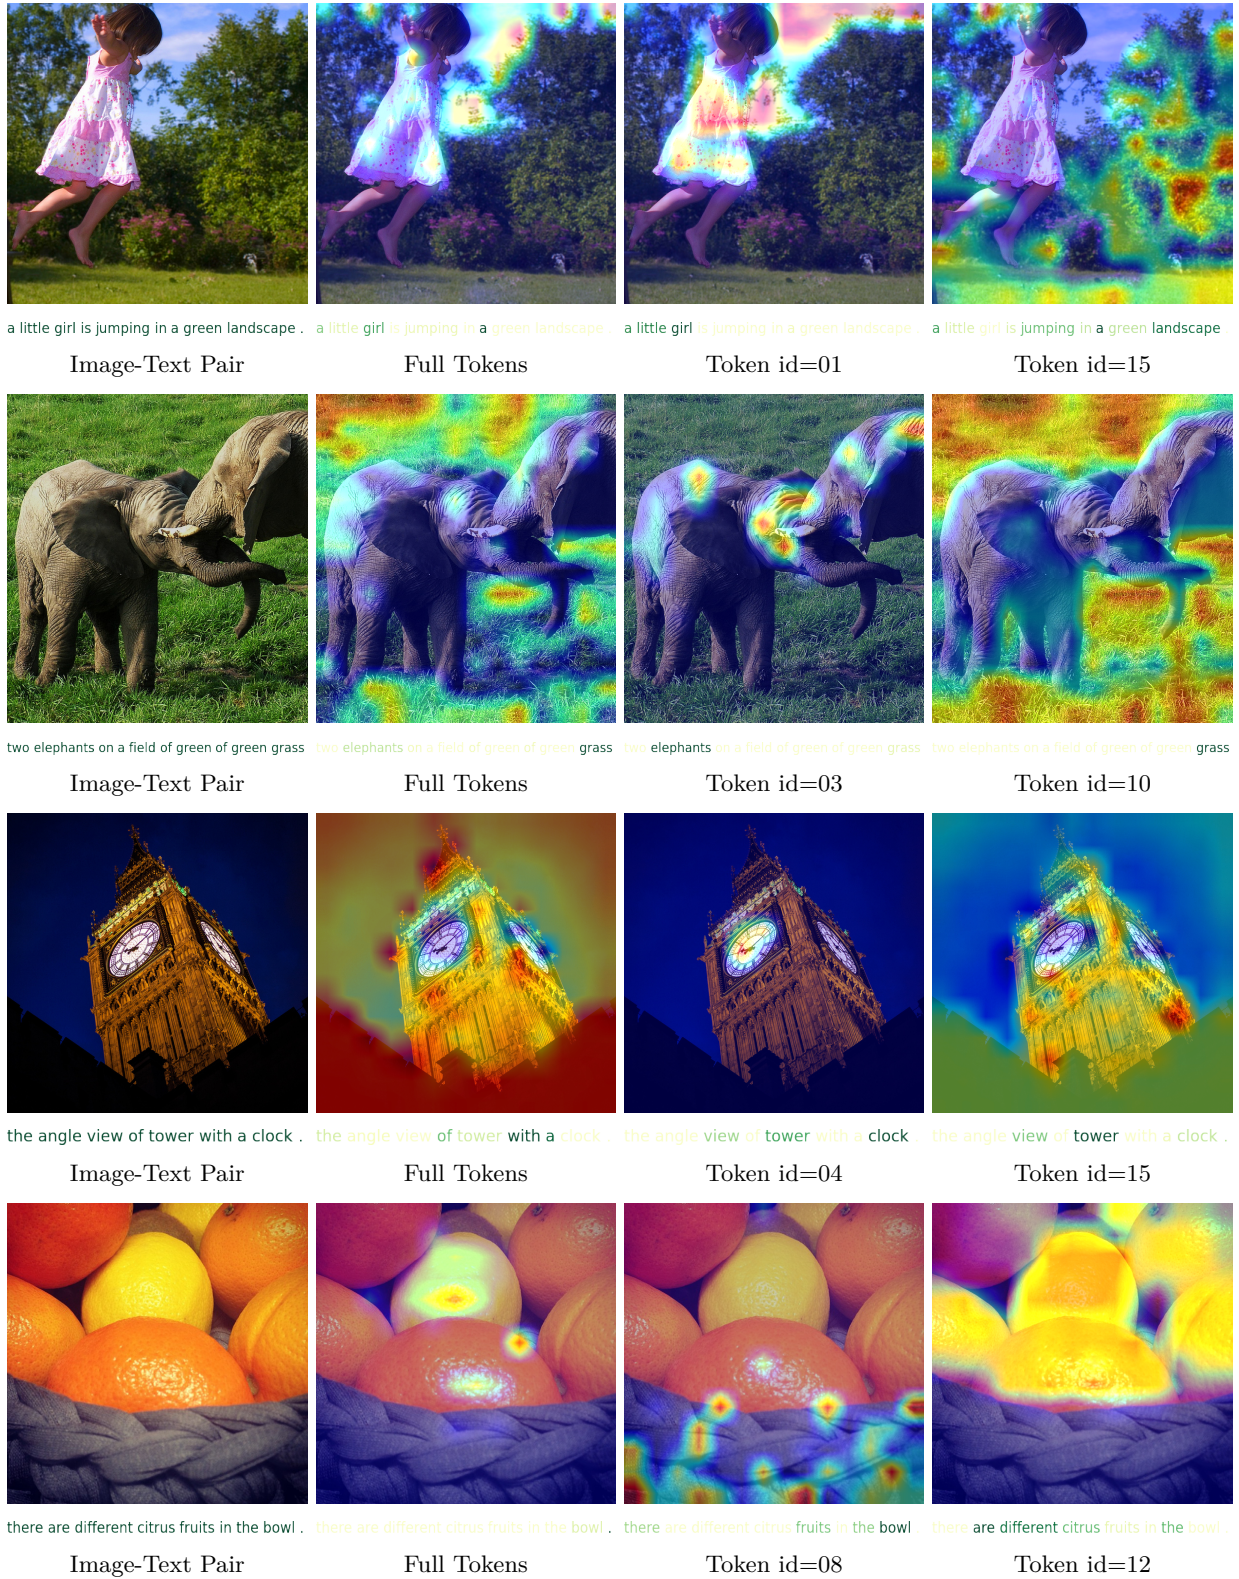 a little girl is jumping in a green landscape . a little girl is jumping in a green landscape . a little girl is jumping in a green landscape . a little girl is jumping in a green landscape
Image-Text Pair Full Tokens Token id=01 Token id=15
two elephants on a field of green of green grass two elephants on a field of green of green grass two elephants on a field of green of green grass two elephants on a field of green of green grass
Image-Text Pair Full Tokens Token id=03 Token id=10
the angle view of tower with a clock . the angle view of tower with a clock . the angle view of tower with a clock . the angle view of tower with a clock .
Image-Text Pair Full Tokens Token id=04 Token id=15
there are different citrus fruits in the bowl . there are different citrus fruits in the bowl . there are different citrus fruits in the bowl . there are different citrus fruits in the bowl .
Image-Text Pair Full Tokens Token id=08 Token id=12